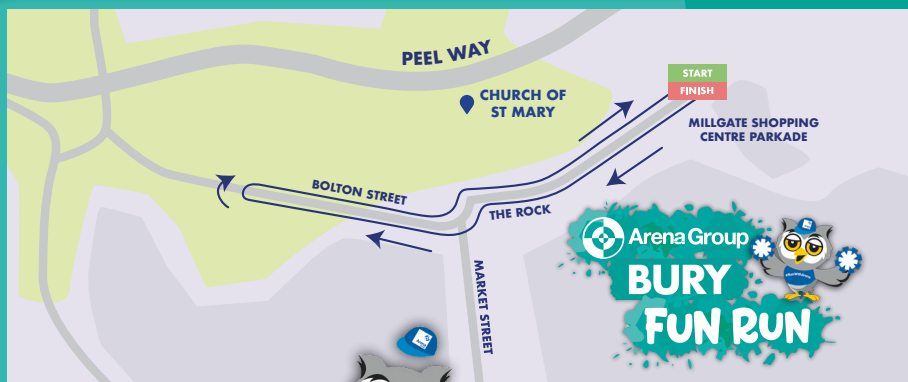 PEEL WAY
START
FINISH
CHURCH OF
ST MARY
MILLGATE SHOPPING
CENTRE PARKADE
BOLTON STREET
THE ROCK
MARKET STREET
Arena Group
BURY
FUN RUN